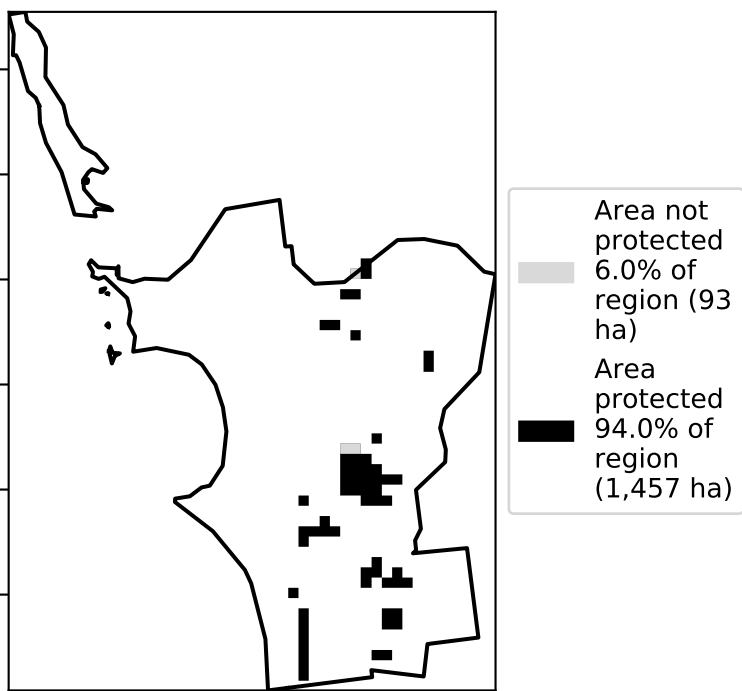 Area not
protected
6.0% of
region (93
ha)
Area
protected
94.0% of
region
(1,457 ha)